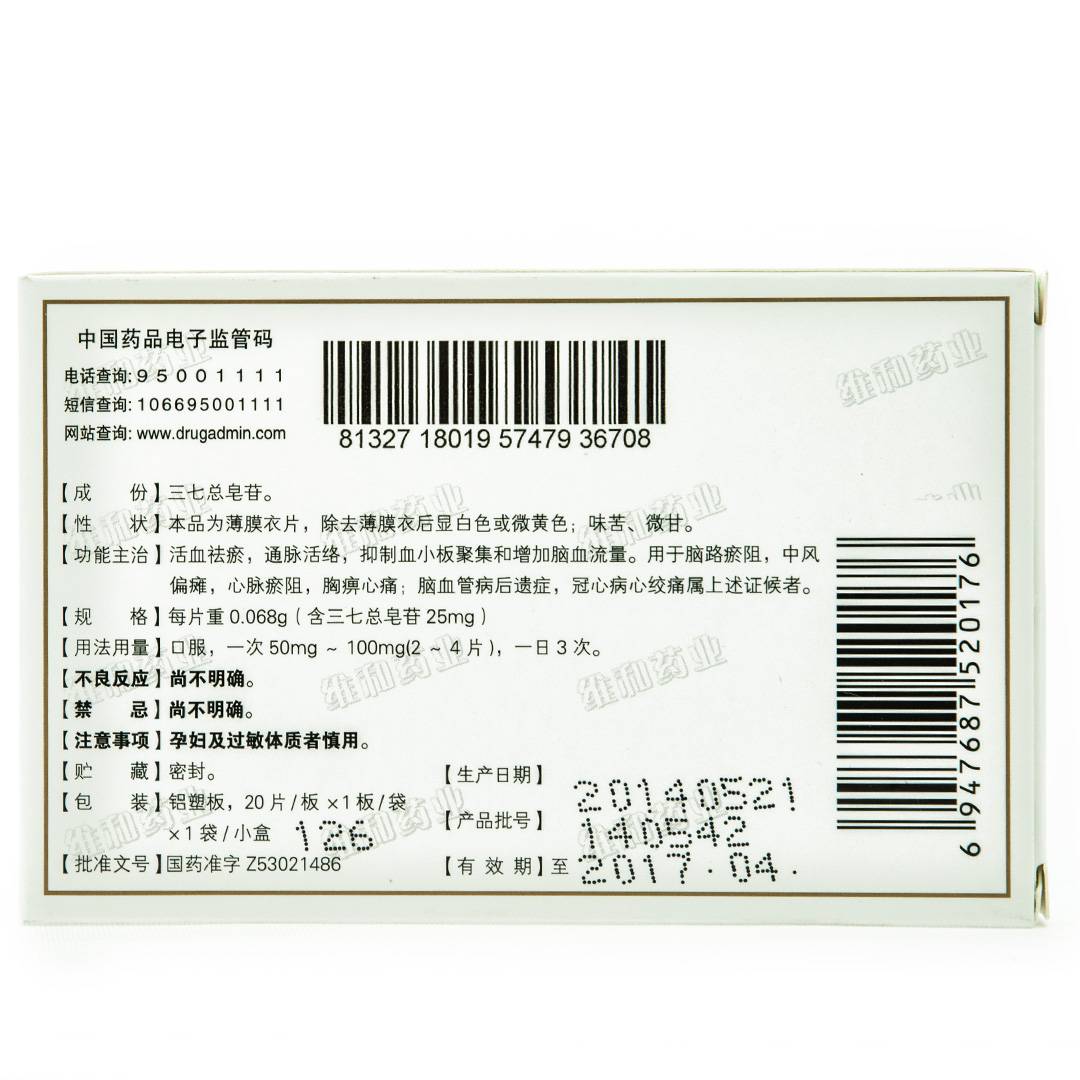 中国药品电子监管码
电话查询: 95001111
短信查询: 106695001111
网站查询: www.drugadmin.com
81327 18019 57479 36708
维和药业
【成 份】三七总皂苷。
【性 状】本品为薄膜衣片，除去薄膜衣后显白色或微黄色；味苦、微甘。
【功能主治】活血祛瘀，通脉活络，抑制血小板聚集和增加脑血流量。用于脑路瘀阻，中风
偏瘫，心脉瘀阻，胸痹心痛；脑血管病后遗症，冠心病心绞痛属上述证候者。
【规 格】每片重 0.068g（含三七总皂苷 25mg）
【用法用量】口服，一次 50mg ~ 100mg(2 ~ 4 片)，一日 3 次。
【不良反应】尚不明确。
【禁 忌】尚不明确。
【注意事项】孕妇及过敏体质者慎用。
【贮 藏】密封。
【包 装】铝塑板，20 片/板 ×1 板/袋
×1 袋/小盒 126
【批准文号】国药准字 Z53021486
【生产日期】20140521
【产品批号】140542
【有 效 期】至 2017.04.
6 947687 520176